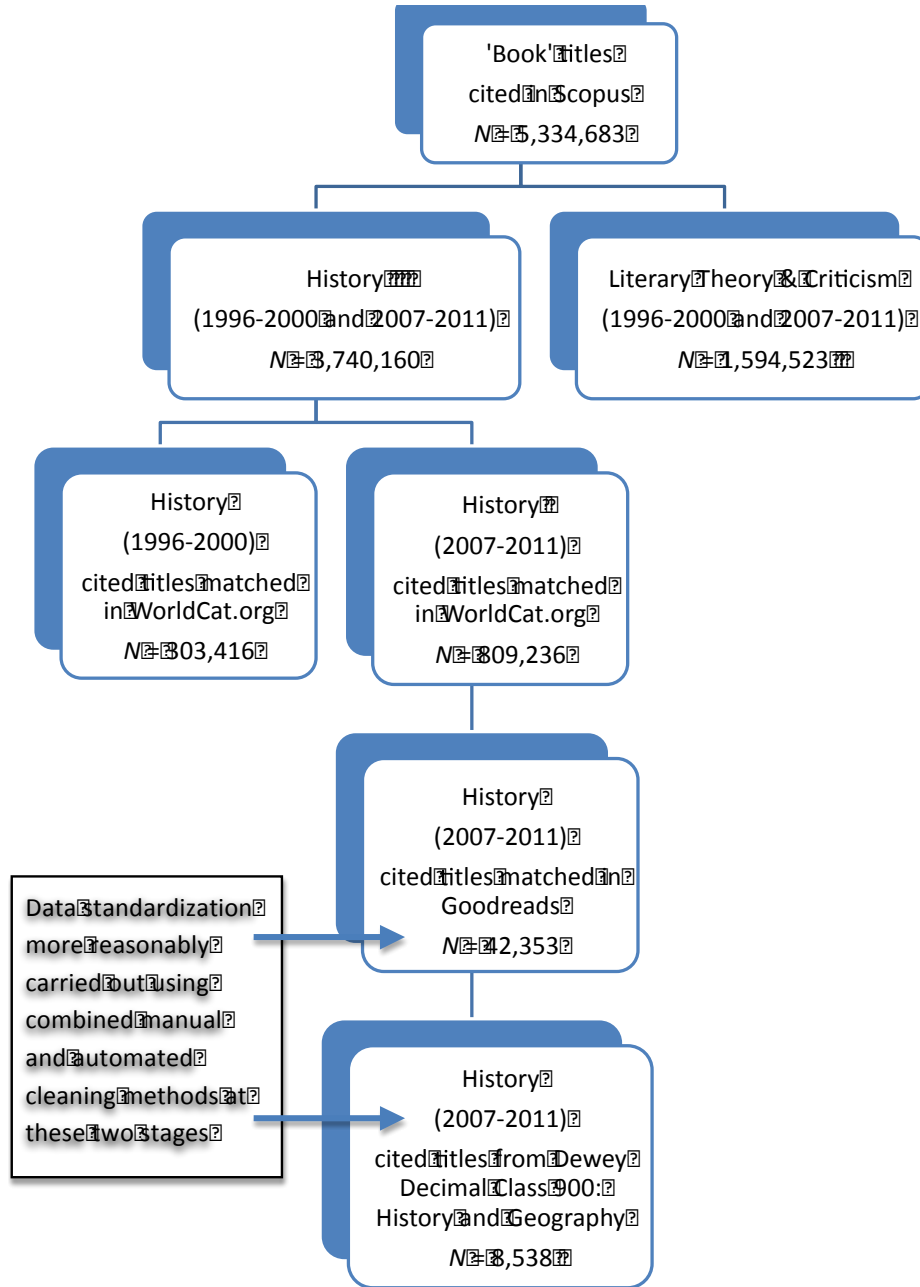 'Book' titles
cited in Scopus
N = 5,334,683
History
(1996-2000 and 2007-2011)
N = 3,740,160
Literary Theory & Criticism
(1996-2000 and 2007-2011)
N = 1,594,523
History
(1996-2000)
cited titles matched
in WorldCat.org
N = 303,416
History
(2007-2011)
cited titles matched
in WorldCat.org
N = 809,236
History
(2007-2011)
cited titles matched in
Goodreads
N = 42,353
Data standardization
more reasonably
carried out using
combined manual
and automated
cleaning methods at
these two stages
History
(2007-2011)
cited titles from Dewey
Decimal Class 900:
History and Geography
N = 8,538